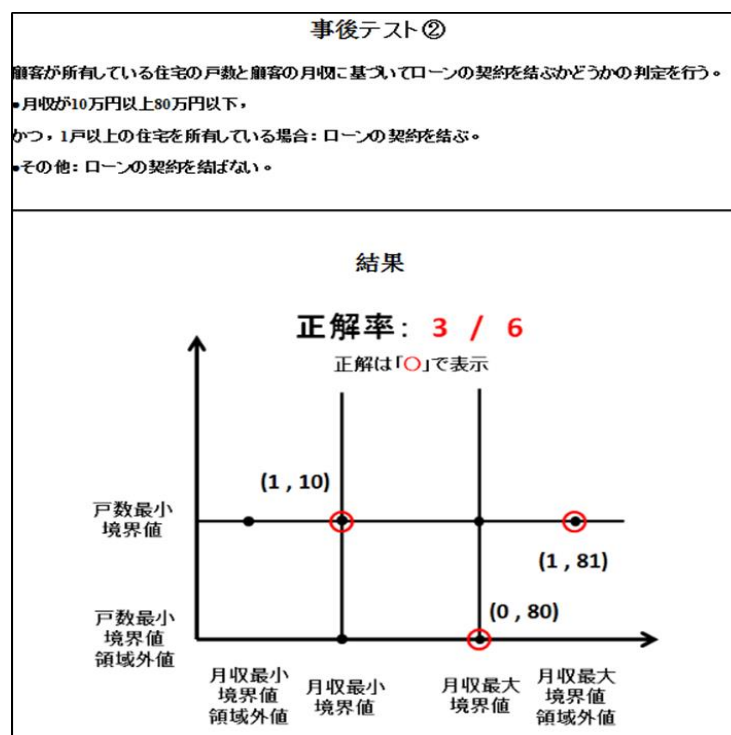 事後テスト②
顧客が所有している住宅の戸数と顧客の月収に基づいてローンの契約を結ぶかどうかの判定を行う。
•月収が10万円以上80万円以下，
かつ，1戸以上の住宅を所有している場合：ローンの契約を結ぶ。
•その他：ローンの契約を結ばない。
結果
正解率： 3 / 6
正解は「○」で表示
(1 , 10)
戸数最小
境界値
(1 , 81)
(0 , 80)
戸数最小
境界値
領域外値
月収最小
境界値
領域外値
月収最小
境界値
月収最大
境界値
月収最大
境界値
領域外値